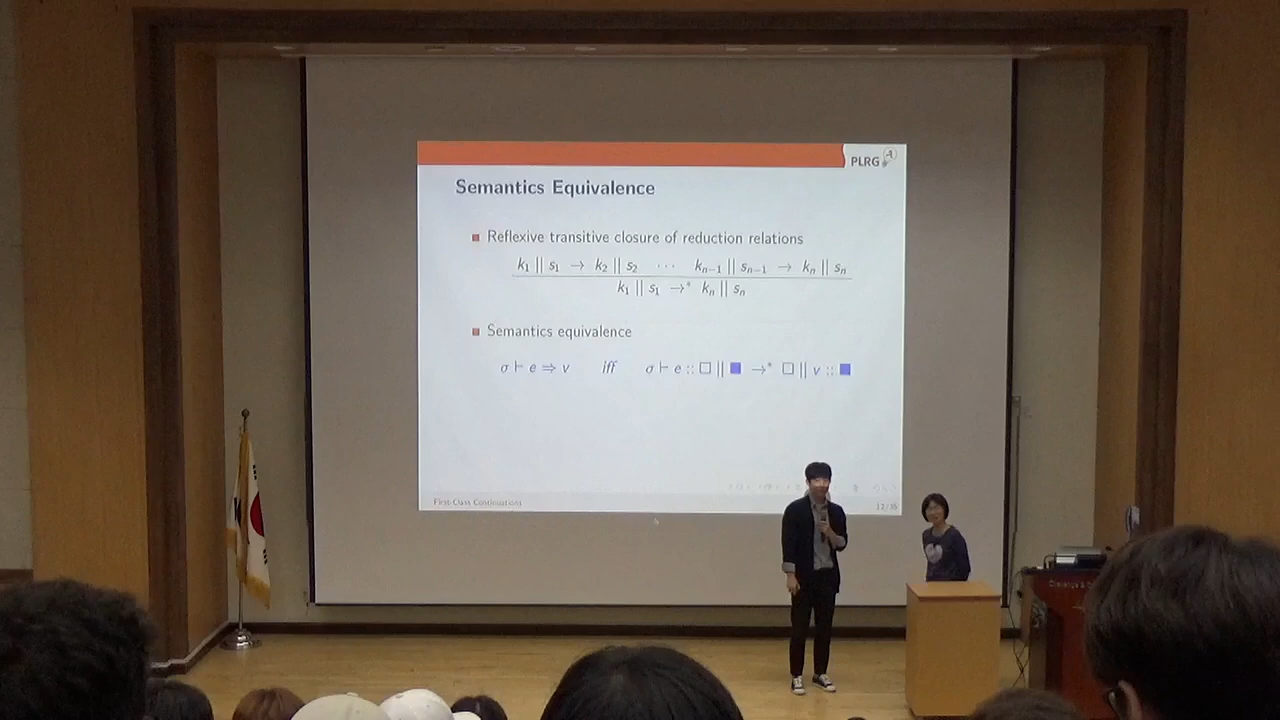 PLRG
Semantics Equivalence
Reflexive transitive closure of reduction relations
k₁ || s₁ → k₂ || s₂ ⋯ kₙ₋₁ || sₙ₋₁ → kₙ || sₙ
k₁ || s₁ →* kₙ || sₙ
Semantics equivalence
σ ⊢ e ⇒ v iff σ ⊢ e :: □ || ■ →* □ || v :: ■
First-Class Continuations